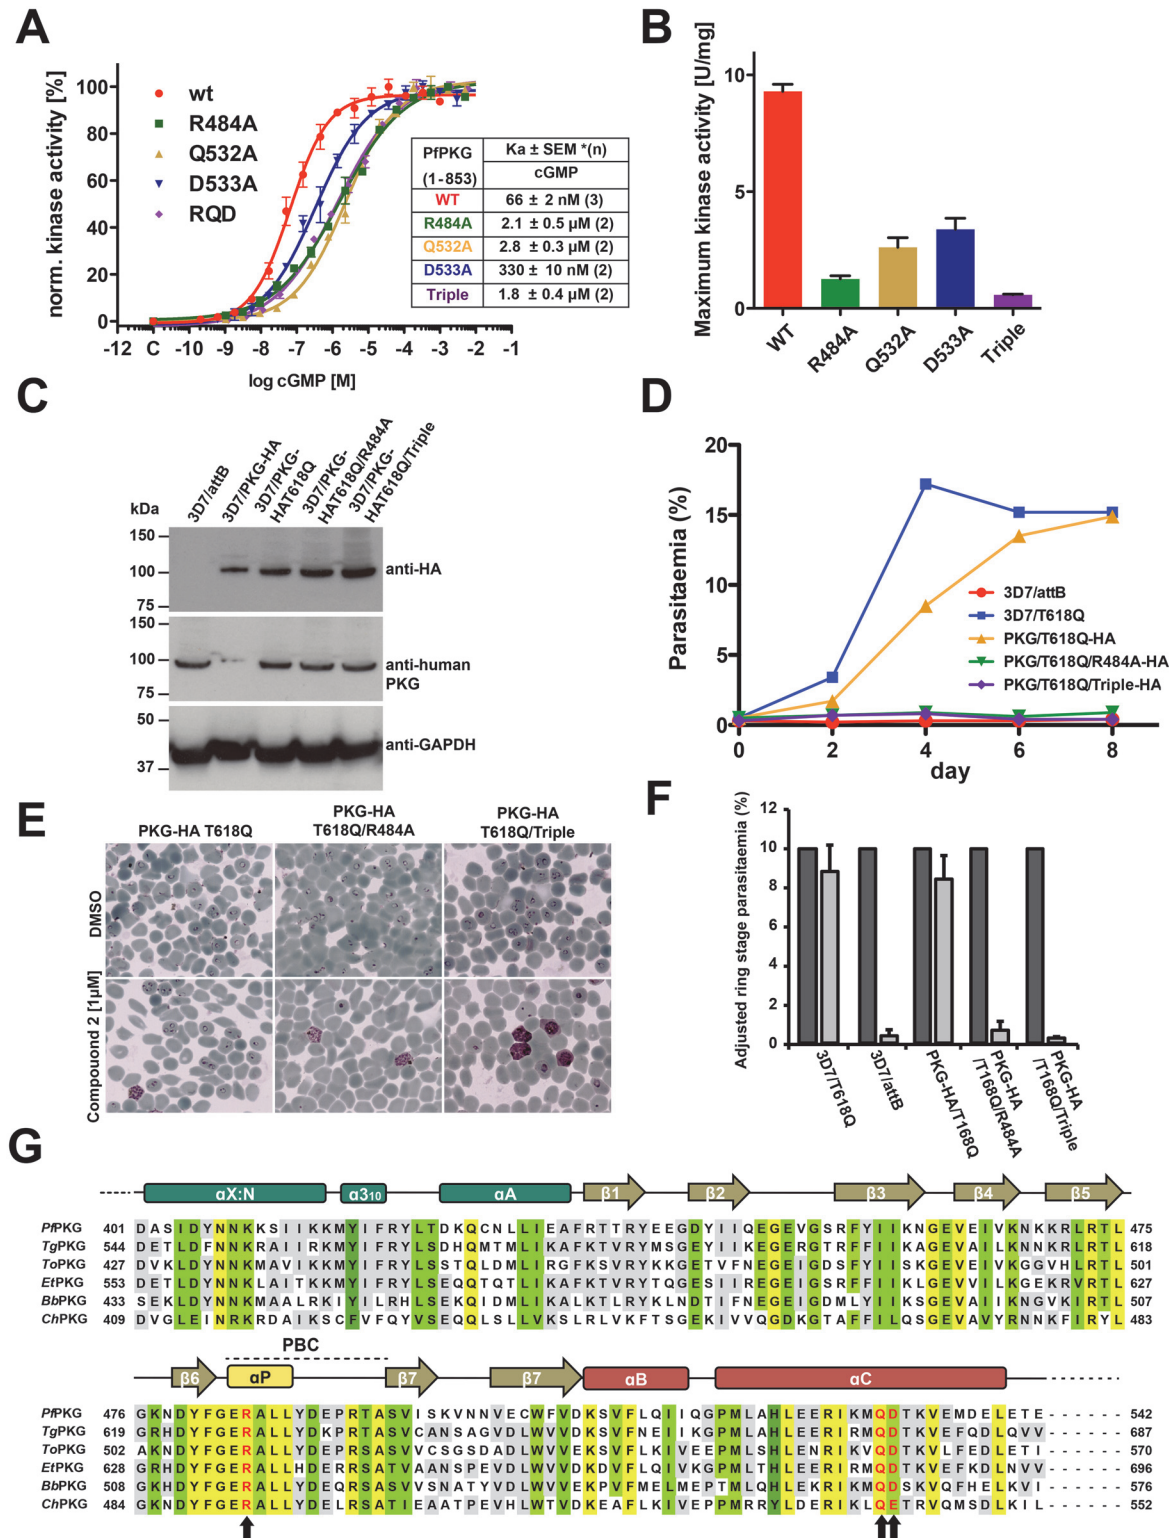 A
norm. kinase activity [%]
100
80
60
40
20
0
wt
R484A
Q532A
D533A
RQD
PfPKG (1-853) Ka ± SEM *(n)
cGMP
WT 66 ± 2 nM (3)
R484A 2.1 ± 0.5 µM (2)
Q532A 2.8 ± 0.3 µM (2)
D533A 330 ± 10 nM (2)
Triple 1.8 ± 0.4 µM (2)
-12 C -10 -9 -8 -7 -6 -5 -4 -3 -2 -1
log cGMP [M]
B
Maximum kinase activity [U/mg]
10
5
0
WT R484A Q532A D533A Triple
C
3D7/attB
3D7/PKG-HA
3D7/PKG-HAT618Q
3D7/PKG-HAT618Q/R484A
3D7/PKG-HAT618Q/Triple
kDa
150
100
75
anti-HA
150
100
75
anti-human PKG
50
37
anti-GAPDH
D
Parasitaemia (%)
20
15
10
5
0
3D7/attB
3D7/T618Q
PKG/T618Q-HA
PKG/T618Q/R484A-HA
PKG/T618Q/Triple-HA
0 2 4 6 8
day
E
PKG-HA T618Q
PKG-HA T618Q/R484A
PKG-HA T618Q/Triple
DMSO
Compound 2 [1µM]
F
Adjusted ring stage parasitaemia (%)
12
10
8
6
4
2
0
3D7/T618Q
3D7/attB
PKG-HA/T168Q
PKG-HA /T168Q/R484A
PKG-HA /T168Q/Triple
G
αX:N α3₁₀ αA β1 β2 β3 β4 β5
PfPKG 401 DASIDYNNKKSIIKKMYIFRYLTDKQCNLLIEAFRTTRYEEGDYIIQEGEVGSRFYIIKNGEVEIVKNKKRLRTL 475
TgPKG 544 DETLDFNNKRAIIRKMYIFRYLSDHQMTMLIKAFKTVRYMSGEYIIKEGERGTRFFIIKAGEVAILKNNKRLRTL 618
ToPKG 427 DVKLDYNNKMAVIKKMYIFRYLSSTQLDMLIRGFKSVRYKKGETVFNEGEIGDSFYIISKGEVEIVKGGVHLRTL 501
EtPKG 553 DETLDYNNKLAITKKMYIFRYLSEQQTQTLIKAFKTVRYTQGESIIREGEIGSRFFIIKLGEVVILKGEKRVRTL 627
BbPKG 433 SEKLDYNNKMAALRKIYILRHLSEKQIDMLIKALKTLRYKLNDTIFNEGEIGDMLYIIKSGEVAIIKNGVKIRTL 507
ChPKG 409 DVGLEINRKRDAIKSCFVFQYVSELQLSLLVKSLRLVKFTSGEKIVVQGDKGTAFFILQSGEVAVYRNNKFIRYL 483
PBC
β6 αP β7 β7 αB αC
PfPKG 476 GKNDYFGERALLYDEPRTASVISKVNNVECWFVDKSVFLQIIQGPMLAHLEERIKMQDTKVEMDELETE------ 542
TgPKG 619 GRHDYFGERALLYDKPRTASVCANSAGVDLWVVDKSVFNEIIKGPMLAHLEERIRMQDTKVEFQDLQVV------ 687
ToPKG 502 AKNDYFGERALLYDEPRSASVVCSGSDADLWVVEKSVFLKIVEEPMLSHLENRIKVQDTKVLFEDLETI------ 570
EtPKG 628 GRHDYFGERALLHDERRSATVAANSPEVDLWVVDKDVFLQIVKGPMLTHLEERIRMQDTKVEFKDLNVV------ 696
BbPKG 508 GKHDYFGERALLYDEPRSASVTANGYVDLWVVEKPVFMELMEPTMLQHLEERIKMQDSKVQFHELKVI------ 576
ChPKG 484 GKNDYFGERALLYDELRSATIEAATPEVHLWTVDKEAFLKIVEGPMRRYLDERIKLQETRVQMSDLKIL------ 552